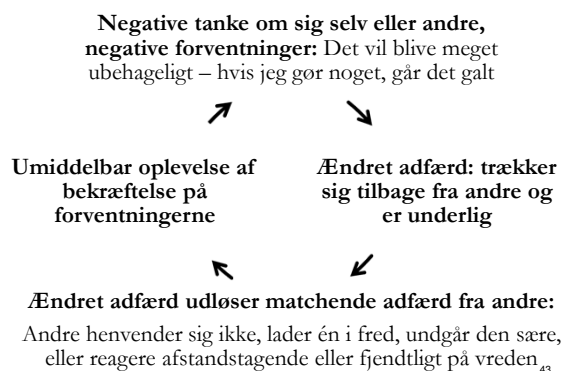 Negative tanke om sig selv eller andre,
negative forventninger: Det vil blive meget
ubehageligt – hvis jeg gør noget, går det galt
Umiddelbar oplevelse af
bekræftelse på
forventningerne
Ændret adfærd: trækker
sig tilbage fra andre og
er underlig
Ændret adfærd udløser matchende adfærd fra andre:
Andre henvender sig ikke, lader én i fred, undgår den sære,
eller reagere afstandstagende eller fjendtligt på vreden
43